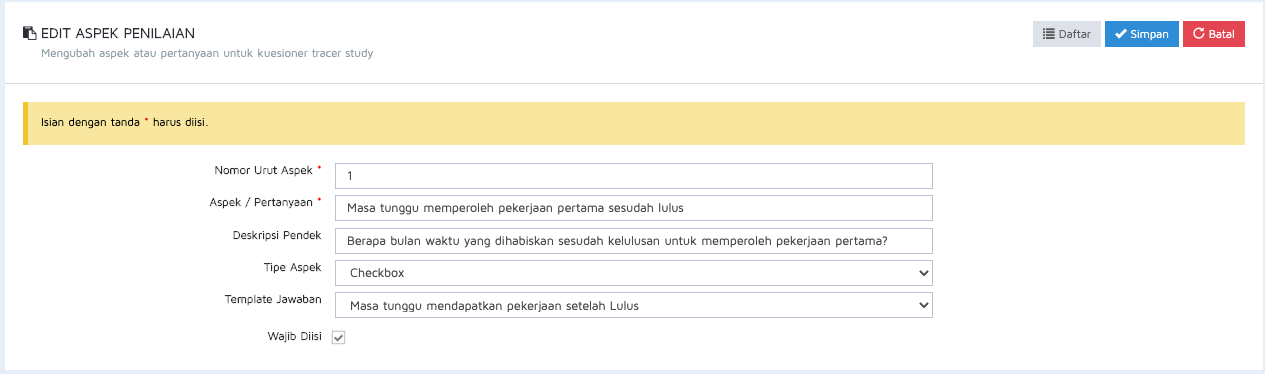 EDIT ASPEK PENILAIAN
Mengubah aspek atau pertanyaan untuk kuesioner tracer study
Daftar
Simpan
Batal
Isian dengan tanda * harus diisi.
Nomor Urut Aspek *
1
Aspek / Pertanyaan *
Masa tunggu memperoleh pekerjaan pertama sesudah lulus
Deskripsi Pendek
Berapa bulan waktu yang dihabiskan sesudah kelulusan untuk memperoleh pekerjaan pertama?
Tipe Aspek
Checkbox
Template Jawaban
Masa tunggu mendapatkan pekerjaan setelah Lulus
Wajib Diisi